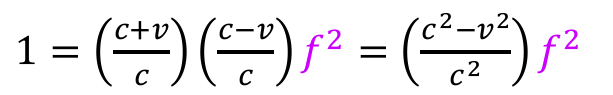 1 = (c+v / c) (c−v / c) f² = (c²−v² / c²) f²